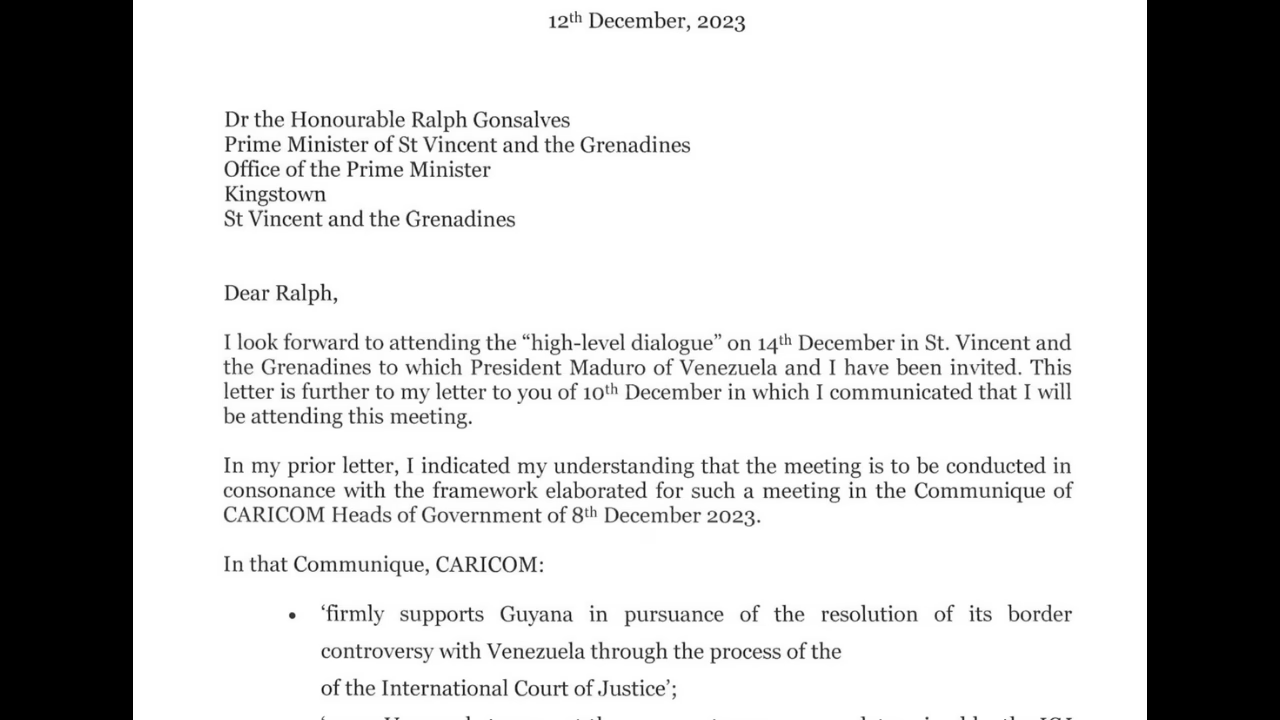 12th December, 2023
Dr the Honourable Ralph Gonsalves
Prime Minister of St Vincent and the Grenadines
Office of the Prime Minister
Kingstown
St Vincent and the Grenadines
Dear Ralph,
I look forward to attending the “high-level dialogue” on 14th December in St. Vincent and
the Grenadines to which President Maduro of Venezuela and I have been invited. This
letter is further to my letter to you of 10th December in which I communicated that I will
be attending this meeting.
In my prior letter, I indicated my understanding that the meeting is to be conducted in
consonance with the framework elaborated for such a meeting in the Communique of
CARICOM Heads of Government of 8th December 2023.
In that Communique, CARICOM:
• ‘firmly supports Guyana in pursuance of the resolution of its border
controversy with Venezuela through the process of the
of the International Court of Justice’;